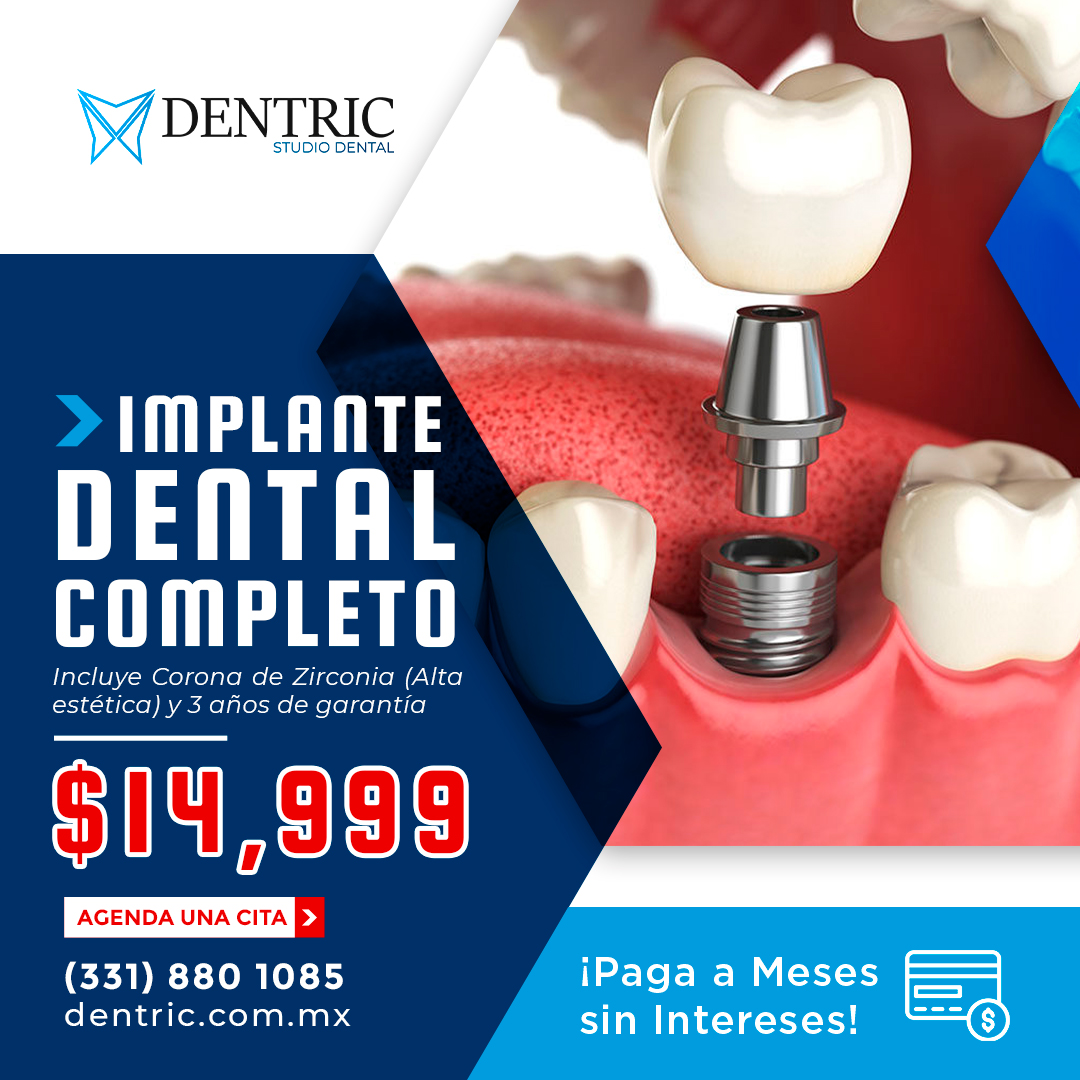 DENTRIC
STUDIO DENTAL
IMPLANTE
DENTAL
COMPLETO
Incluye Corona de Zirconia (Alta
estética) y 3 años de garantía
$14,999
AGENDA UNA CITA
(331) 880 1085
dentric.com.mx
¡Paga a Meses
sin Intereses!
$